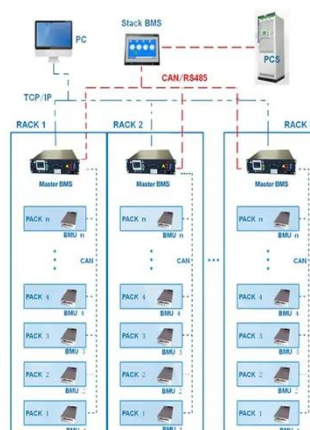 PC
Stack BMS
PCS
CAN/RS485
TCP/IP
RACK 1
RACK 2
RACK
Master BMS
Master BMS
Master BMS
PACK n
PACK n
PACK n
BMU n
BMU n
BMU n
CAN
CAN
CAN
PACK 4
PACK 4
PACK 4
BMU 4
BMU 4
BMU 4
PACK 3
PACK 3
PACK 3
BMU 3
BMU 3
BMU 3
PACK 2
PACK 2
PACK 2
BMU 2
BMU 2
BMU 2
PACK 1
PACK 1
PACK 1
BMU
BMU
BMU